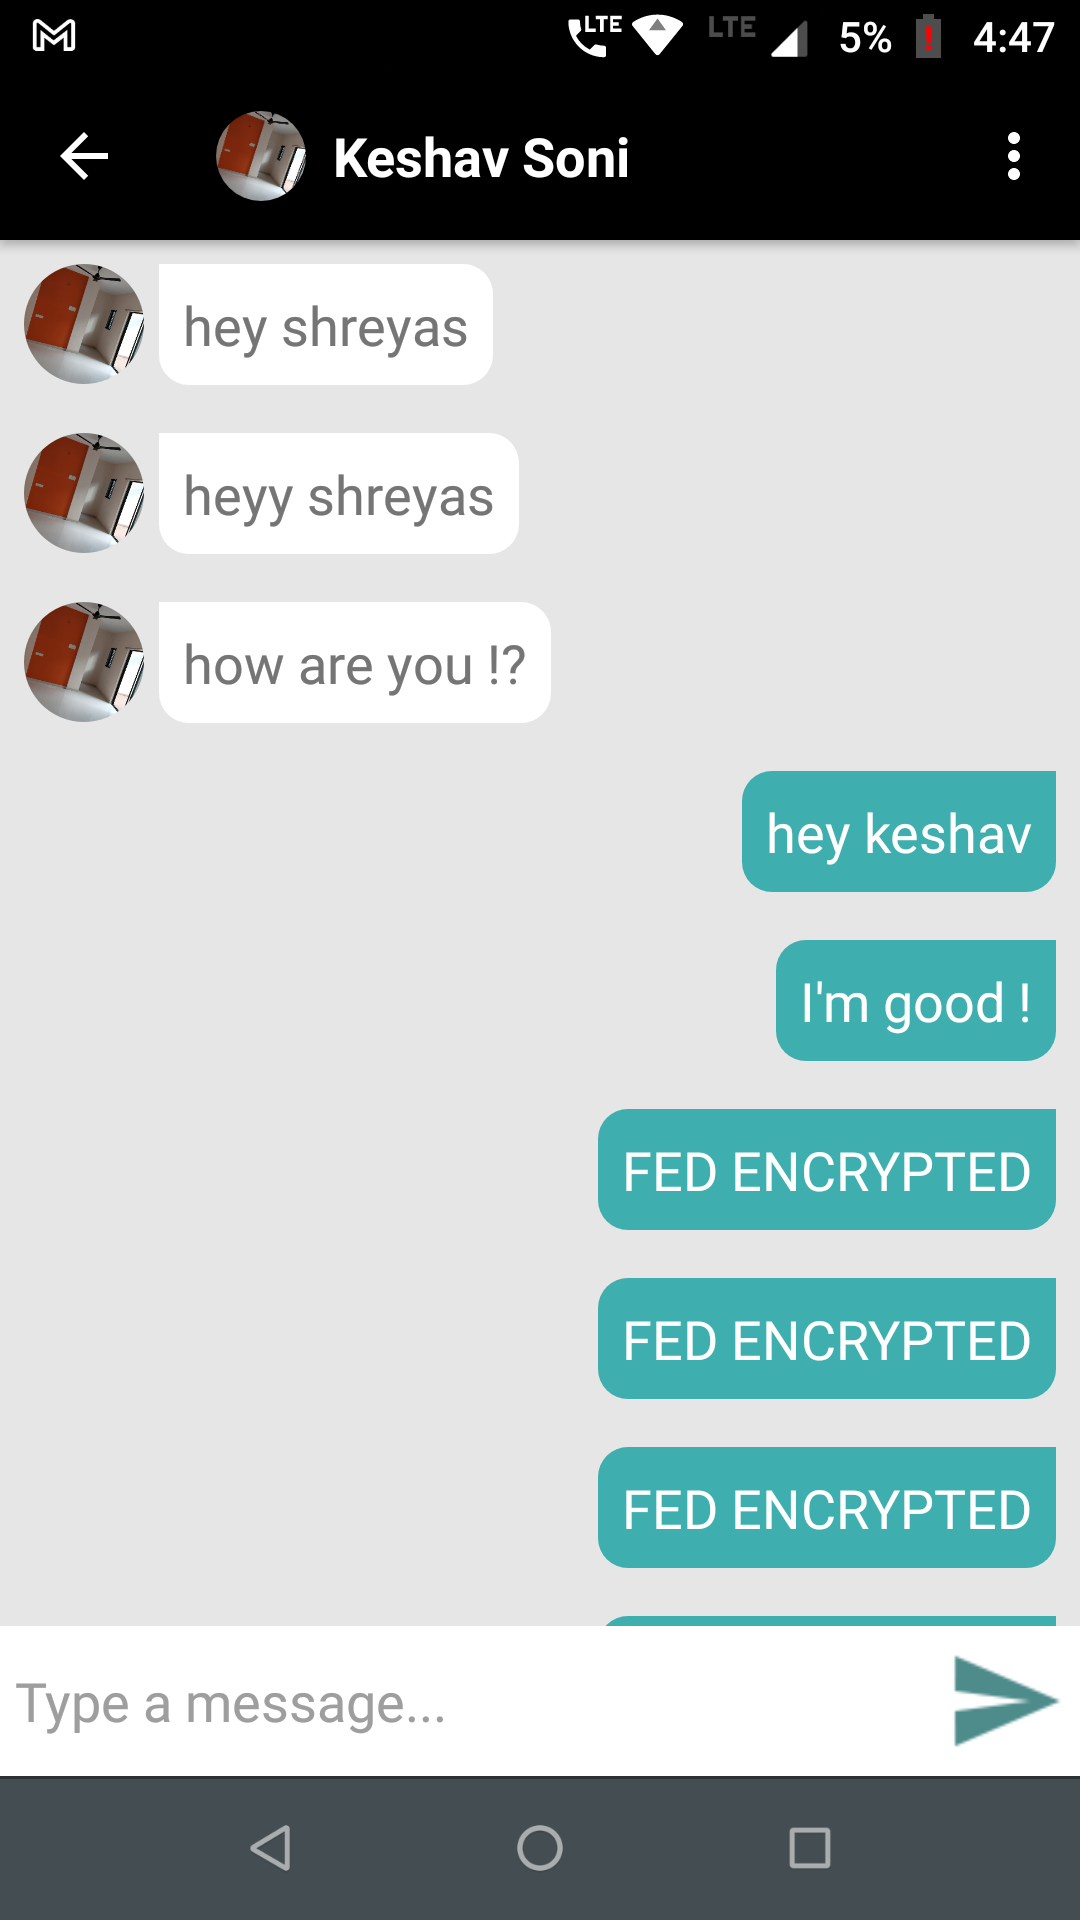 LTE LTE 5% 4:47
Keshav Soni
hey shreyas
heyy shreyas
how are you !?
hey keshav
I'm good !
FED ENCRYPTED
FED ENCRYPTED
FED ENCRYPTED
Type a message...